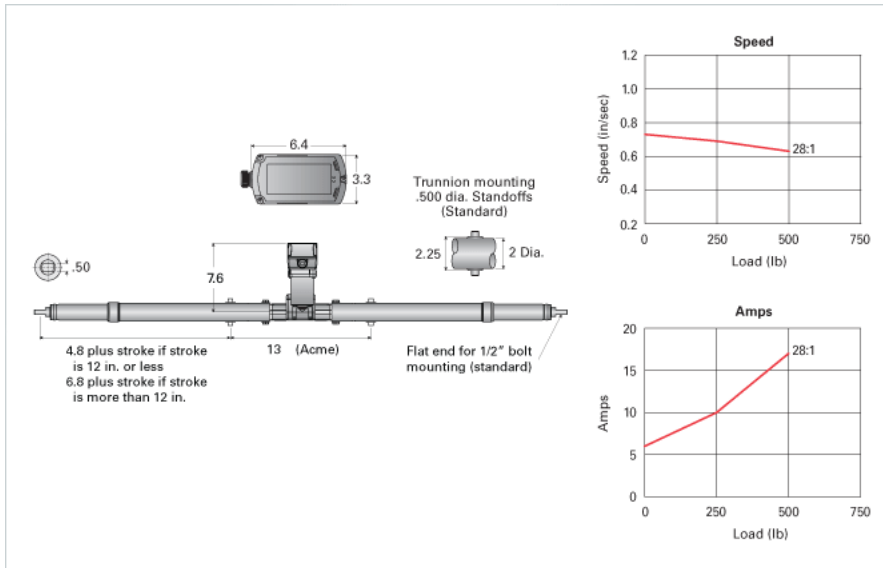 6.4
3.3
Trunnion mounting
.500 dia. Standoffs
(Standard)
2.25
2 Dia.
.50
7.6
4.8 plus stroke if stroke
is 12 in. or less
6.8 plus stroke if stroke
is more than 12 in.
13 (Acme)
Flat end for 1/2" bolt
mounting (standard)
Speed
Speed (in/sec)
1.2
1.0
0.8
0.6
0.4
0.2
28:1
0 250 500 750
Load (lb)
Amps
Amps
20
15
10
5
0
28:1
0 250 500 750
Load (lb)